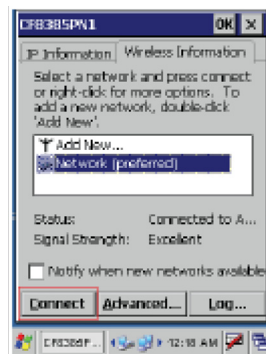 CF8385PN1 OK ×
IP Information Wireless Information
Select a network and press connect
or right-click for more options. To
add a new network, double-click
'Add New'.
Add New...
Network (preferred)
Status: Connected to A...
Signal Strength: Excellent
Notify when new networks available
Connect Advanced... Log...
CF8385P... 12:18 AM